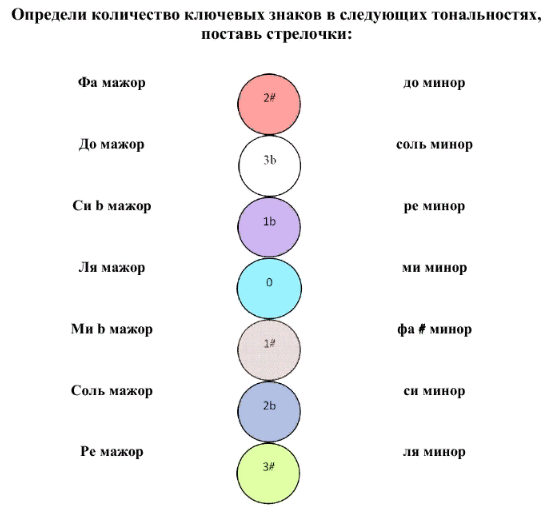 Определи количество ключевых знаков в следующих тональностях,
поставь стрелочки:
Фа мажор
2#
до минор
До мажор
3b
соль минор
Си b мажор
1b
ре минор
Ля мажор
0
ми минор
Ми b мажор
1#
фа # минор
Соль мажор
2b
си минор
Ре мажор
3#
ля минор